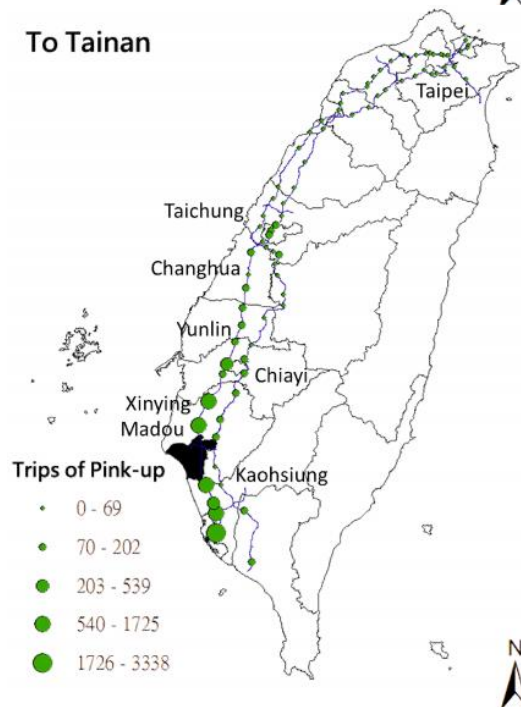 To Tainan
Taipei
Taichung
Changhua
Yunlin
Chiayi
Xinying
Madou
Kaohsiung
Trips of Pink-up
0 - 69
70 - 202
203 - 539
540 - 1725
1726 - 3338
N